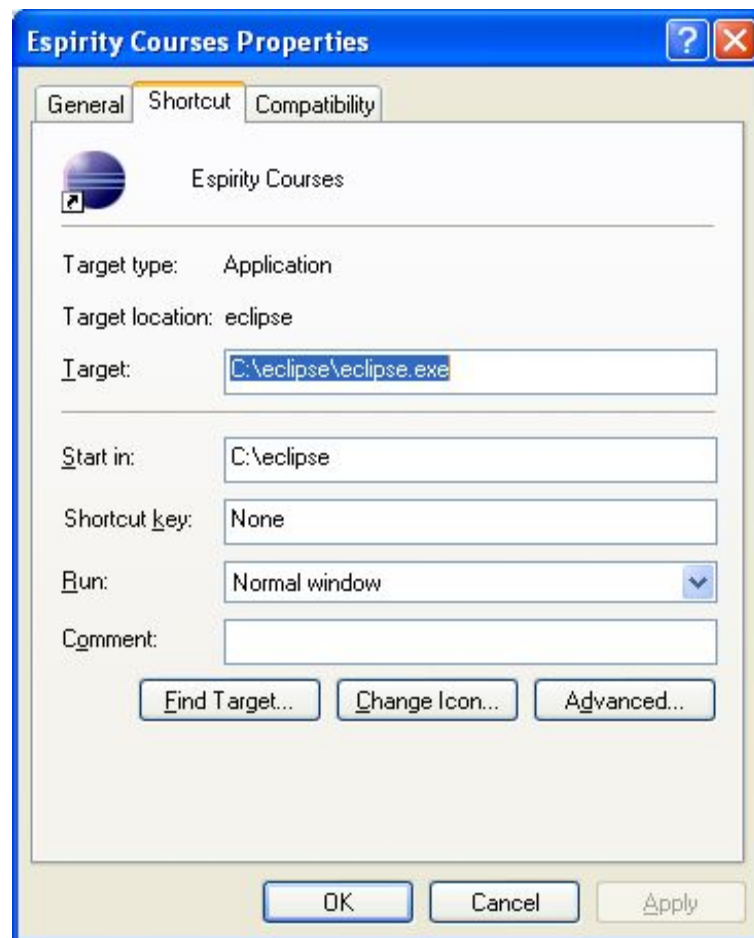 Espirity Courses Properties
General Shortcut Compatibility
Espirity Courses
Target type: Application
Target location: eclipse
Target: C:\eclipse\eclipse.exe
Start in: C:\eclipse
Shortcut key: None
Run: Normal window
Comment:
Find Target... Change Icon... Advanced...
OK Cancel Apply